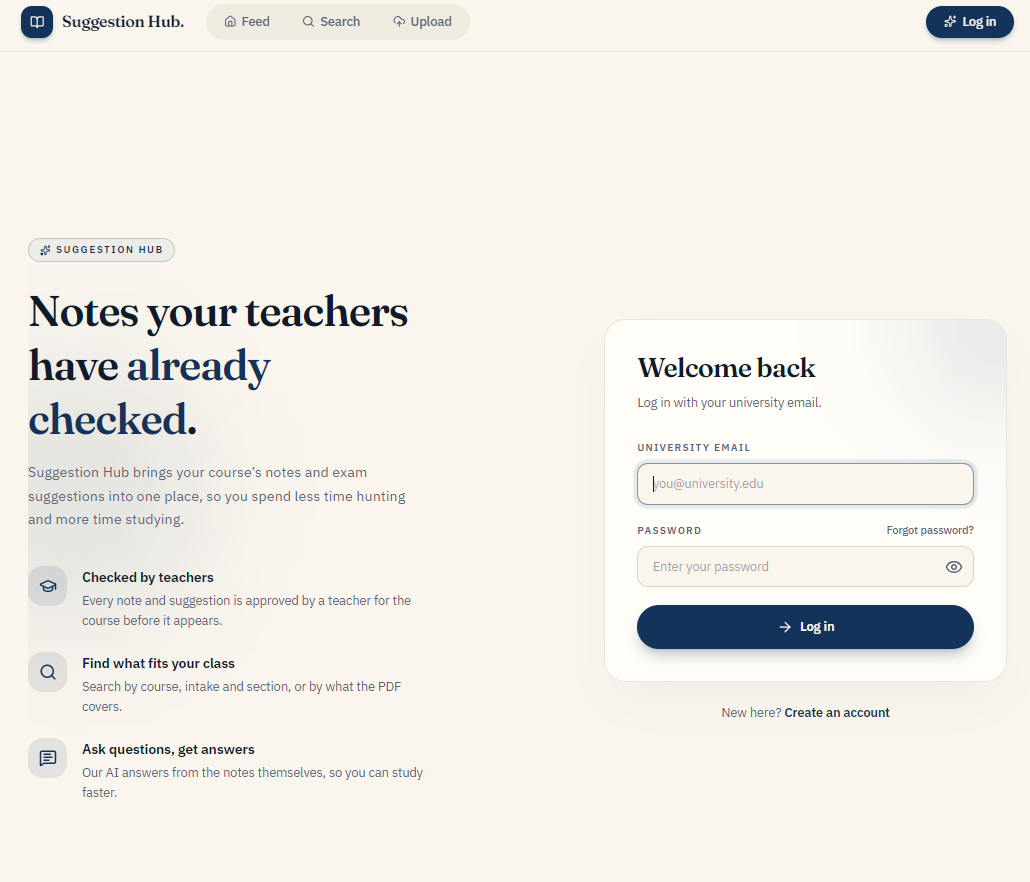 Suggestion Hub.
Feed
Search
Upload
Log in
SUGGESTION HUB
Notes your teachers
have already
checked.
Suggestion Hub brings your course’s notes and exam
suggestions into one place, so you spend less time hunting
and more time studying.
Checked by teachers
Every note and suggestion is approved by a teacher for the
course before it appears.
Find what fits your class
Search by course, intake and section, or by what the PDF
covers.
Ask questions, get answers
Our AI answers from the notes themselves, so you can study
faster.
Welcome back
Log in with your university email.
UNIVERSITY EMAIL
you@university.edu
PASSWORD
Forgot password?
Enter your password
Log in
New here? Create an account